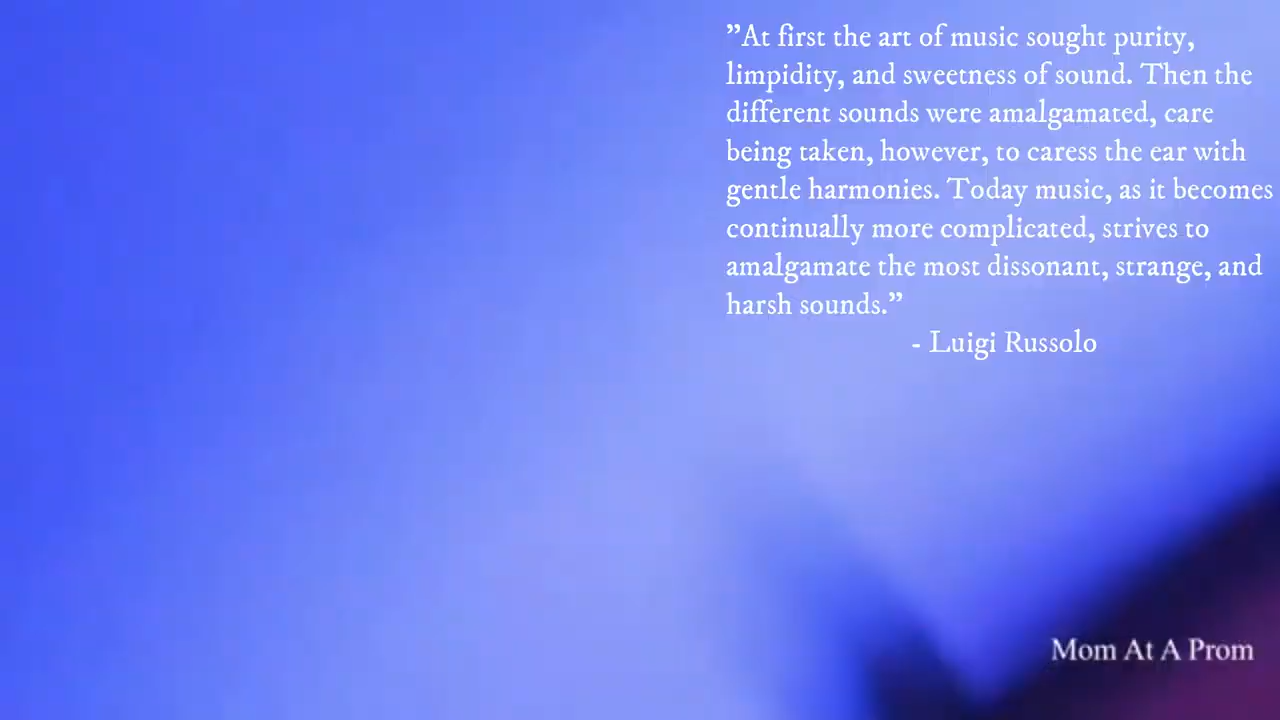 ”At first the art of music sought purity,
limpidity, and sweetness of sound. Then the
different sounds were amalgamated, care
being taken, however, to caress the ear with
gentle harmonies. Today music, as it becomes
continually more complicated, strives to
amalgamate the most dissonant, strange, and
harsh sounds.”
- Luigi Russolo
Mom At A Prom